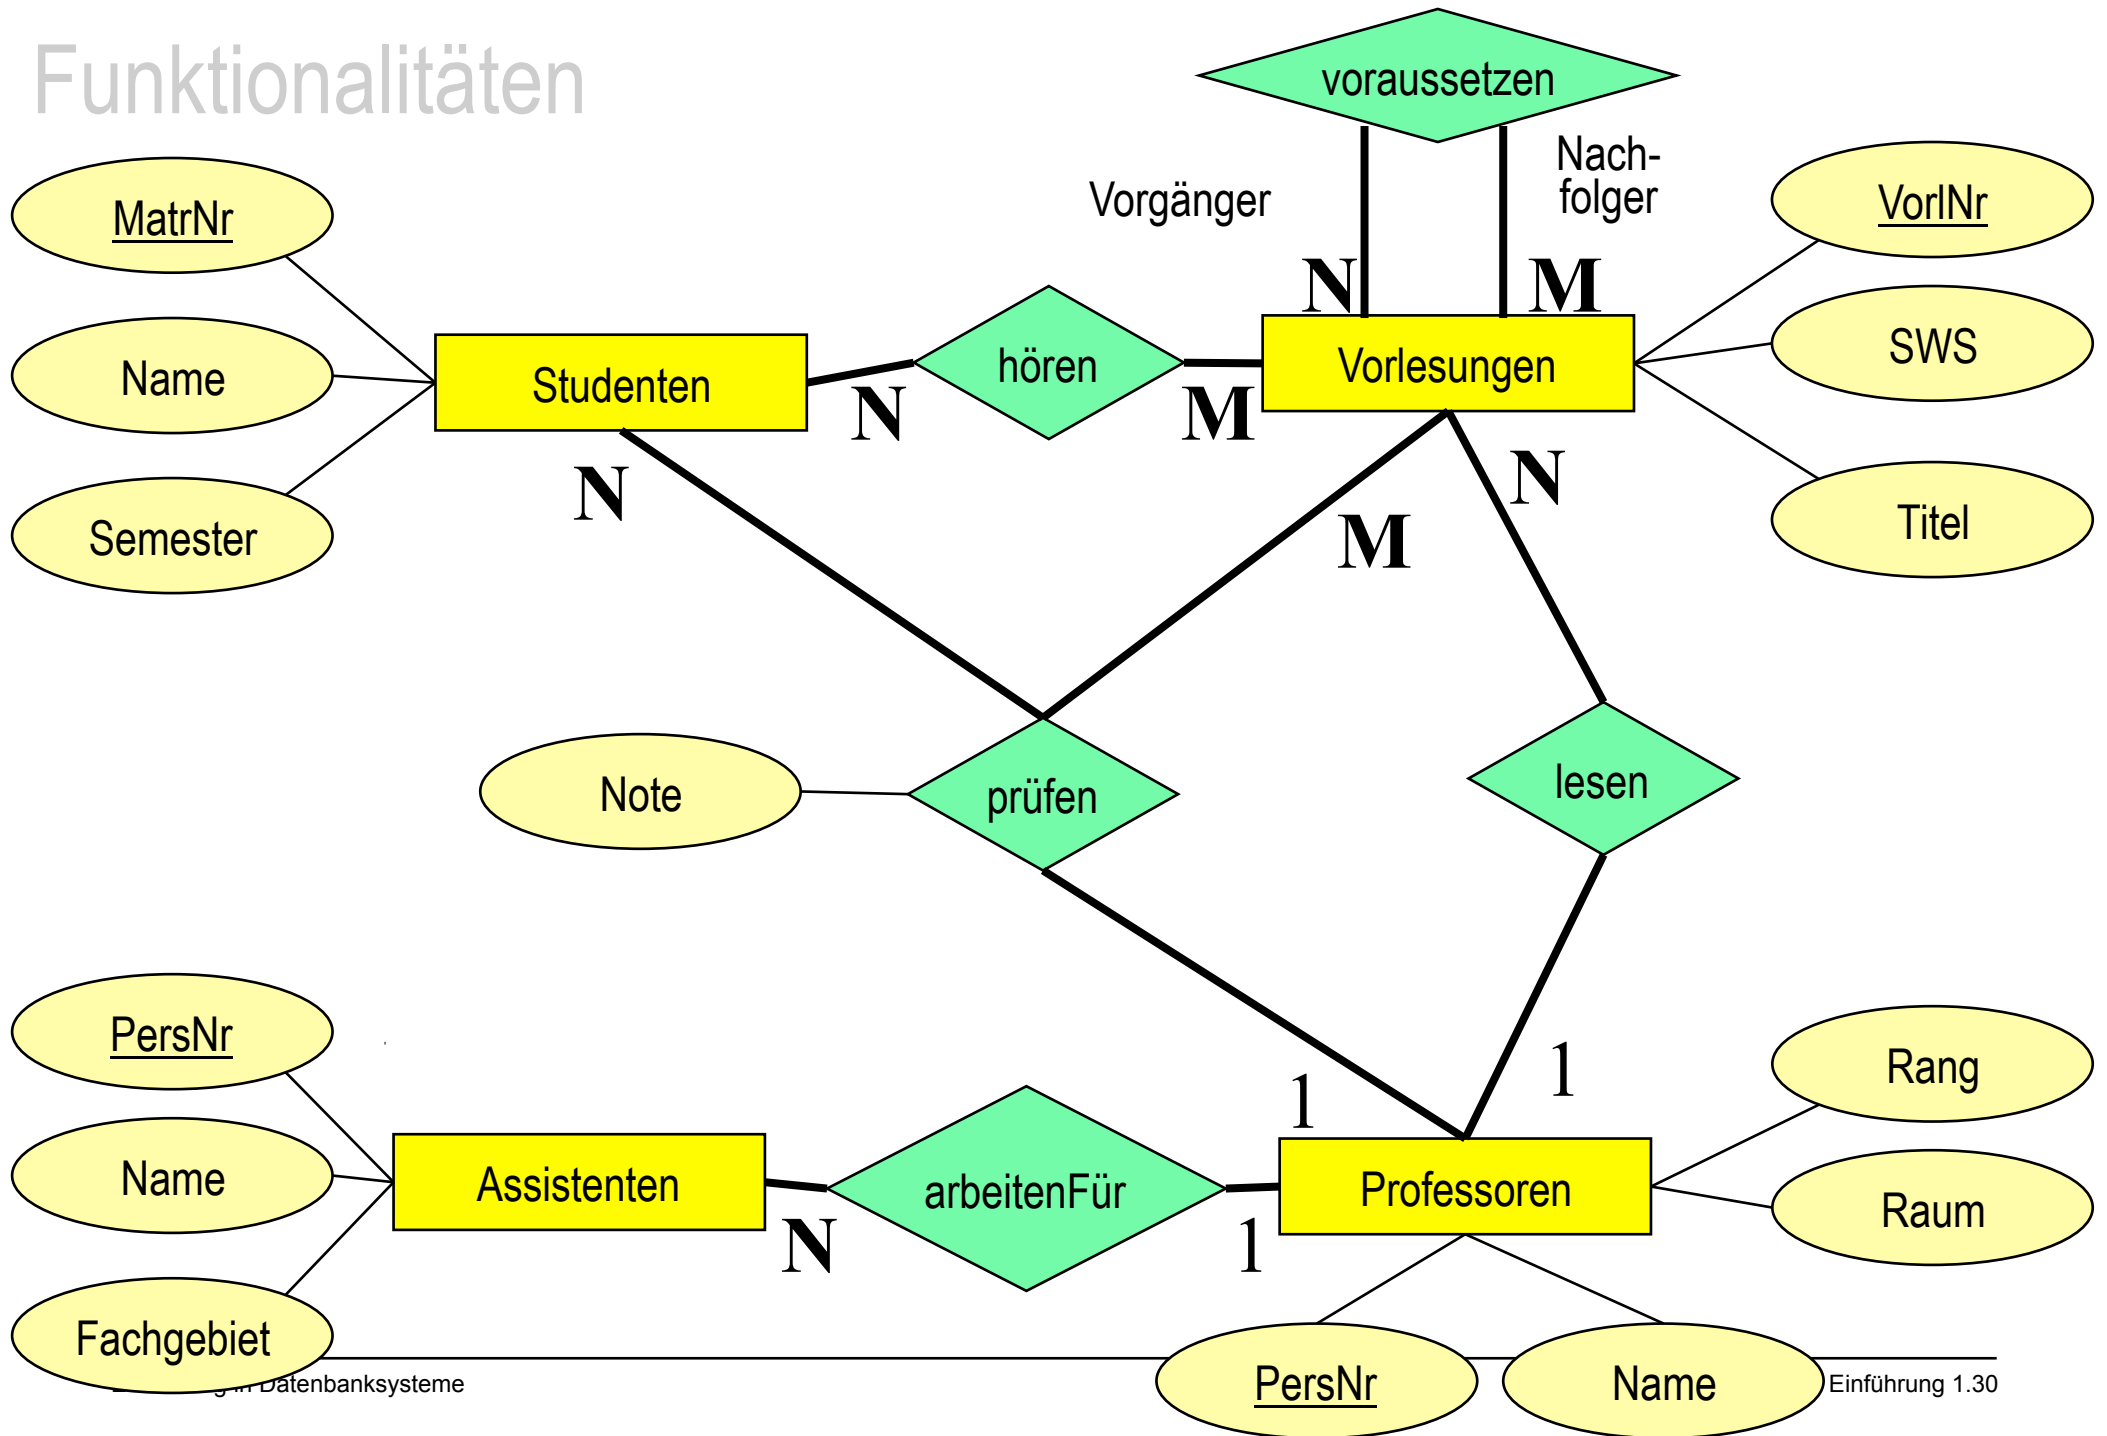 Funktionalitäten
voraussetzen
Vorgänger
Nach-
folger
MatrNr
VorlNr
N
M
Name
Studenten
hören
Vorlesungen
SWS
N
M
Semester
N
M
N
Titel
Note
prüfen
lesen
PersNr
1
1
Rang
Name
Assistenten
arbeitenFür
Professoren
Raum
N
1
Fachgebiet
Datenbanksysteme
PersNr
Name
Einführung 1.30